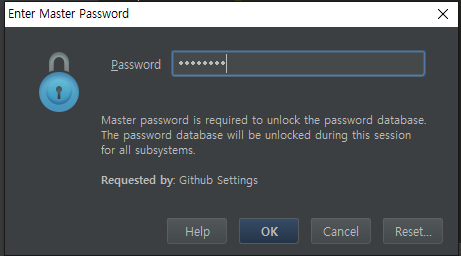 Enter Master Password
Password ••••••••
Master password is required to unlock the password database.
The password database will be unlocked during this session
for all subsystems.
Requested by: Github Settings
Help OK Cancel Reset...